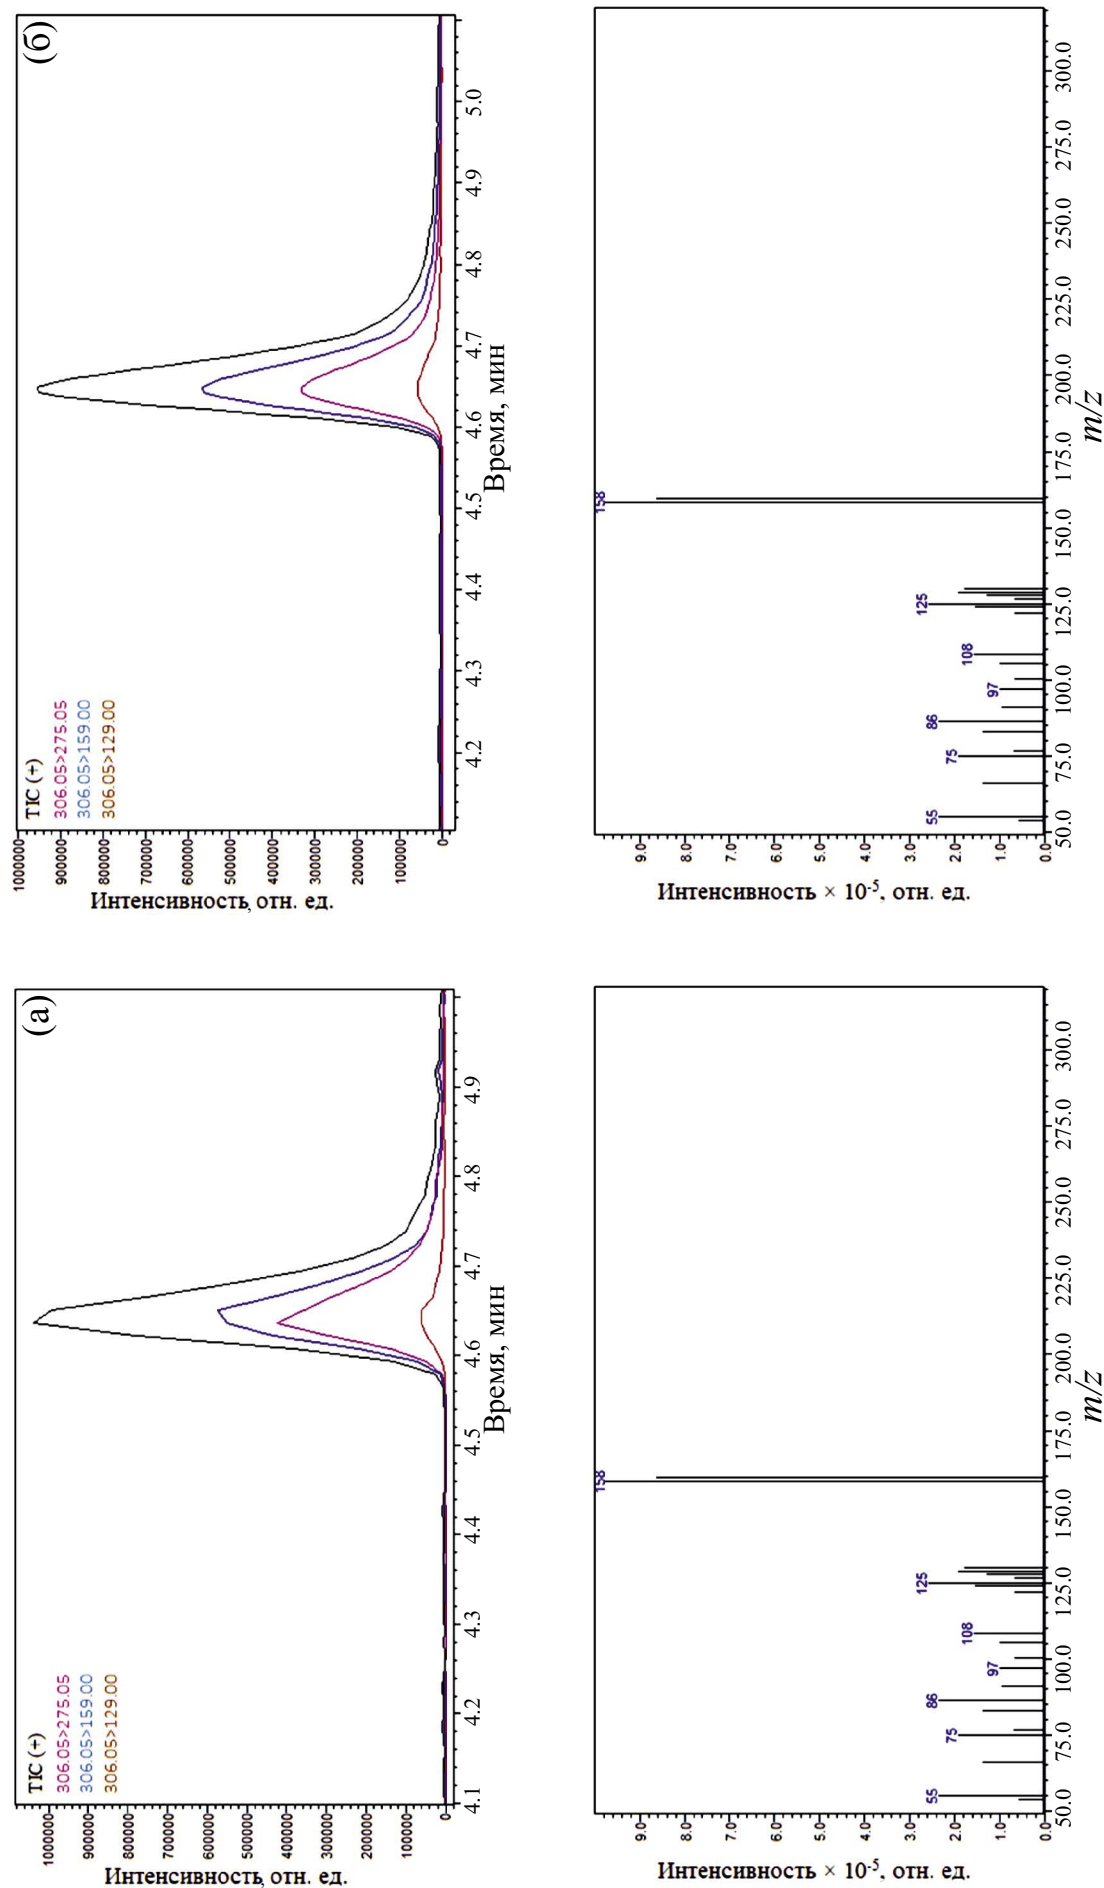 (а)
TIC (+)
306.05>275.05
306.05>159.00
306.05>129.00
1000000
900000
800000
700000
600000
500000
400000
300000
200000
100000
0
Интенсивность, отн. ед.
4.1 4.2 4.3 4.4 4.5 4.6 4.7 4.8 4.9
Время, мин
(б)
TIC (+)
306.05>275.05
306.05>159.00
306.05>129.00
1000000
900000
800000
700000
600000
500000
400000
300000
200000
100000
0
Интенсивность, отн. ед.
4.2 4.3 4.4 4.5 4.6 4.7 4.8 4.9 5.0
Время, мин
9.0
8.0
7.0
6.0
5.0
4.0
3.0
2.0
1.0
0.0
Интенсивность × 10-5, отн. ед.
55 75 86 97 108 125 158
50.0 75.0 100.0 125.0 150.0 175.0 200.0 225.0 250.0 275.0 300.0
m/z
9.0
8.0
7.0
6.0
5.0
4.0
3.0
2.0
1.0
0.0
Интенсивность × 10-5, отн. ед.
55 75 86 97 108 125 158
50.0 75.0 100.0 125.0 150.0 175.0 200.0 225.0 250.0 275.0 300.0
m/z